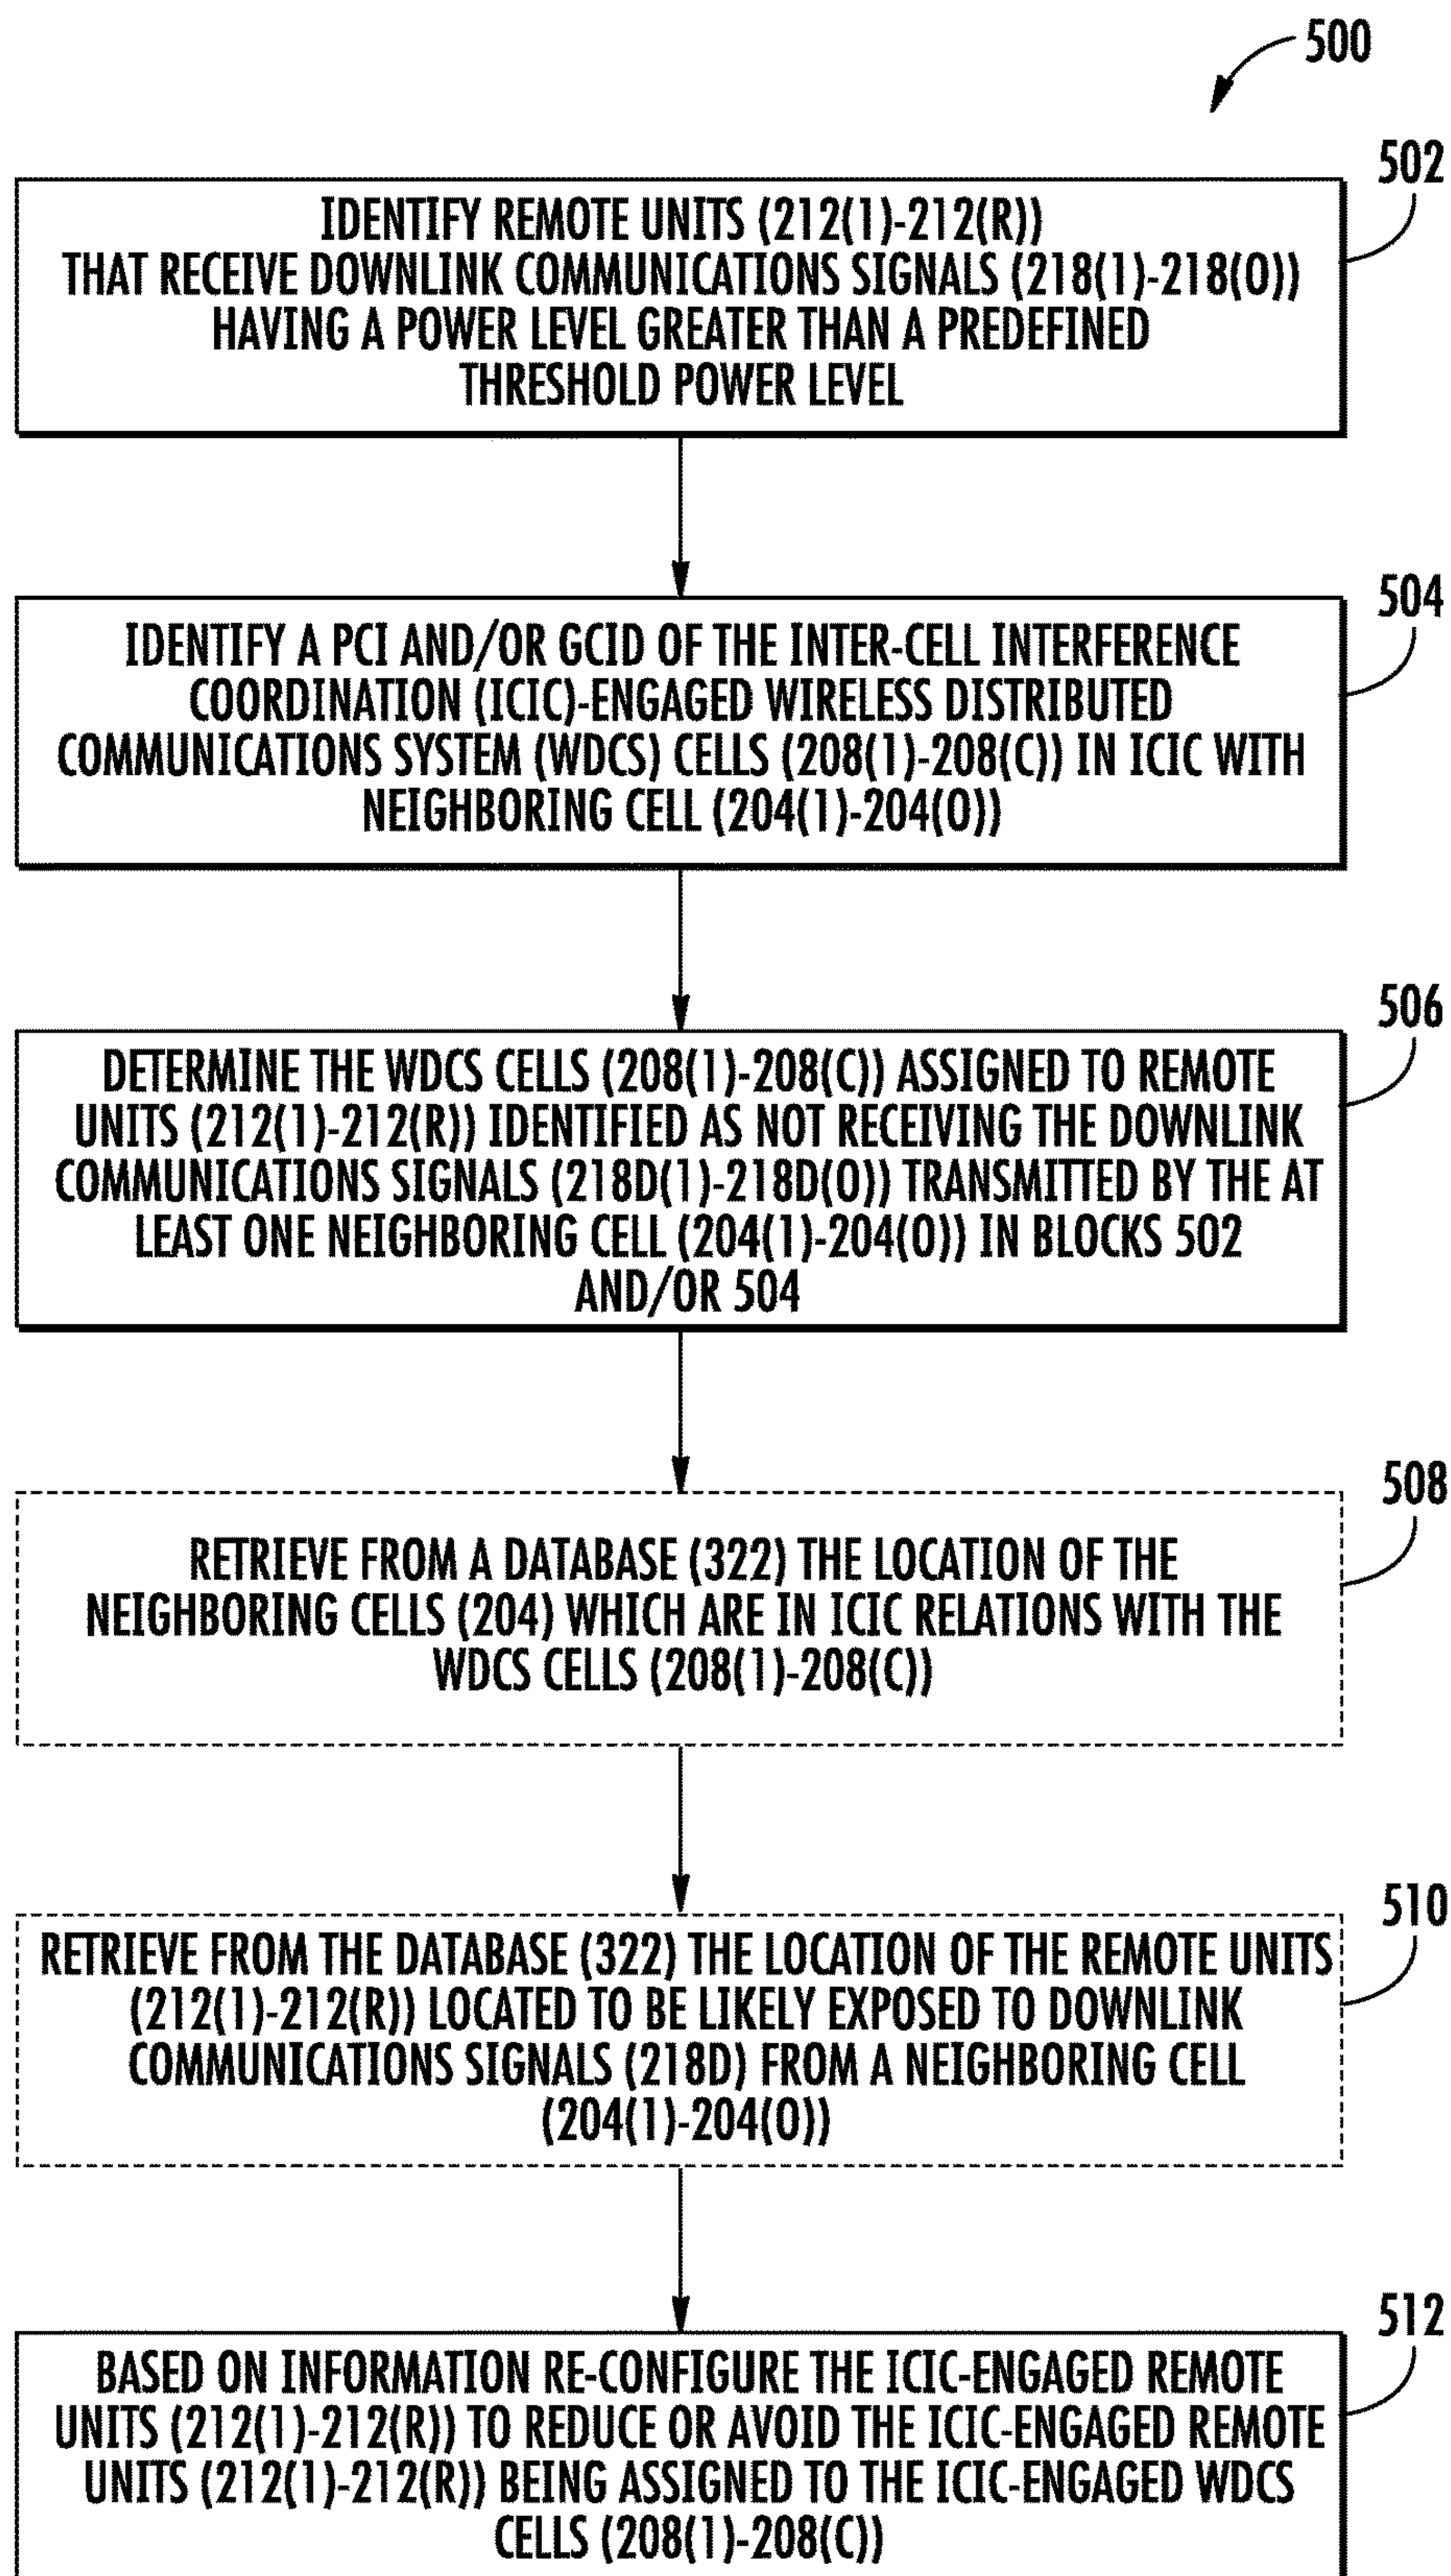 500
502
IDENTIFY REMOTE UNITS (212(1)-212(R))
THAT RECEIVE DOWNLINK COMMUNICATIONS SIGNALS (218(1)-218(O))
HAVING A POWER LEVEL GREATER THAN A PREDEFINED
THRESHOLD POWER LEVEL
504
IDENTIFY A PCI AND/OR GCID OF THE INTER-CELL INTERFERENCE
COORDINATION (ICIC)-ENGAGED WIRELESS DISTRIBUTED
COMMUNICATIONS SYSTEM (WDCS) CELLS (208(1)-208(C)) IN ICIC WITH
NEIGHBORING CELL (204(1)-204(O))
506
DETERMINE THE WDCS CELLS (208(1)-208(C)) ASSIGNED TO REMOTE
UNITS (212(1)-212(R)) IDENTIFIED AS NOT RECEIVING THE DOWNLINK
COMMUNICATIONS SIGNALS (218D(1)-218D(O)) TRANSMITTED BY THE AT
LEAST ONE NEIGHBORING CELL (204(1)-204(O)) IN BLOCKS 502
AND/OR 504
508
RETRIEVE FROM A DATABASE (322) THE LOCATION OF THE
NEIGHBORING CELLS (204) WHICH ARE IN ICIC RELATIONS WITH THE
WDCS CELLS (208(1)-208(C))
510
RETRIEVE FROM THE DATABASE (322) THE LOCATION OF THE REMOTE UNITS
(212(1)-212(R)) LOCATED TO BE LIKELY EXPOSED TO DOWNLINK
COMMUNICATIONS SIGNALS (218D) FROM A NEIGHBORING CELL
(204(1)-204(O))
512
BASED ON INFORMATION RE-CONFIGURE THE ICIC-ENGAGED REMOTE
UNITS (212(1)-212(R)) TO REDUCE OR AVOID THE ICIC-ENGAGED REMOTE
UNITS (212(1)-212(R)) BEING ASSIGNED TO THE ICIC-ENGAGED WDCS
CELLS (208(1)-208(C))